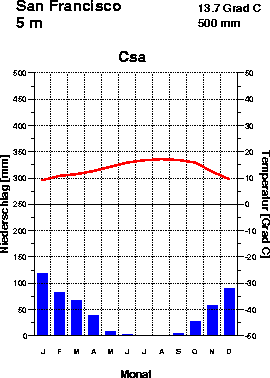 San Francisco
13.7 Grad C
5 m
500 mm
Csa
500
50
450
40
400
30
350
20
300
10
250
0
200
-10
150
-20
100
-30
50
-40
0
-50
Niederschlag [mm]
Temperatur [Grad C]
J F M A M J J A S O N D
Monat